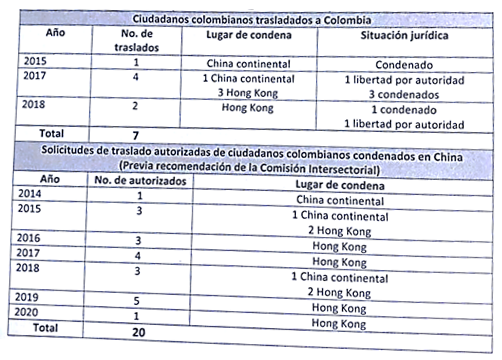 Ciudadanos colombianos trasladados a Colombia
Año No. de traslados Lugar de condena Situación jurídica
2015 1 China continental Condenado
2017 4 1 China continental 1 libertad por autoridad
3 Hong Kong 3 condenados
2018 2 Hong Kong 1 condenado
1 libertad por autoridad
Total 7
Solicitudes de traslado autorizadas de ciudadanos colombianos condenados en China
(Previa recomendación de la Comisión Intersectorial)
Año No. de autorizados Lugar de condena
2014 1 China continental
2015 3 1 China continental
2 Hong Kong
2016 3 Hong Kong
2017 4 Hong Kong
2018 3 1 China continental
2 Hong Kong
2019 5 Hong Kong
2020 1 Hong Kong
Total 20